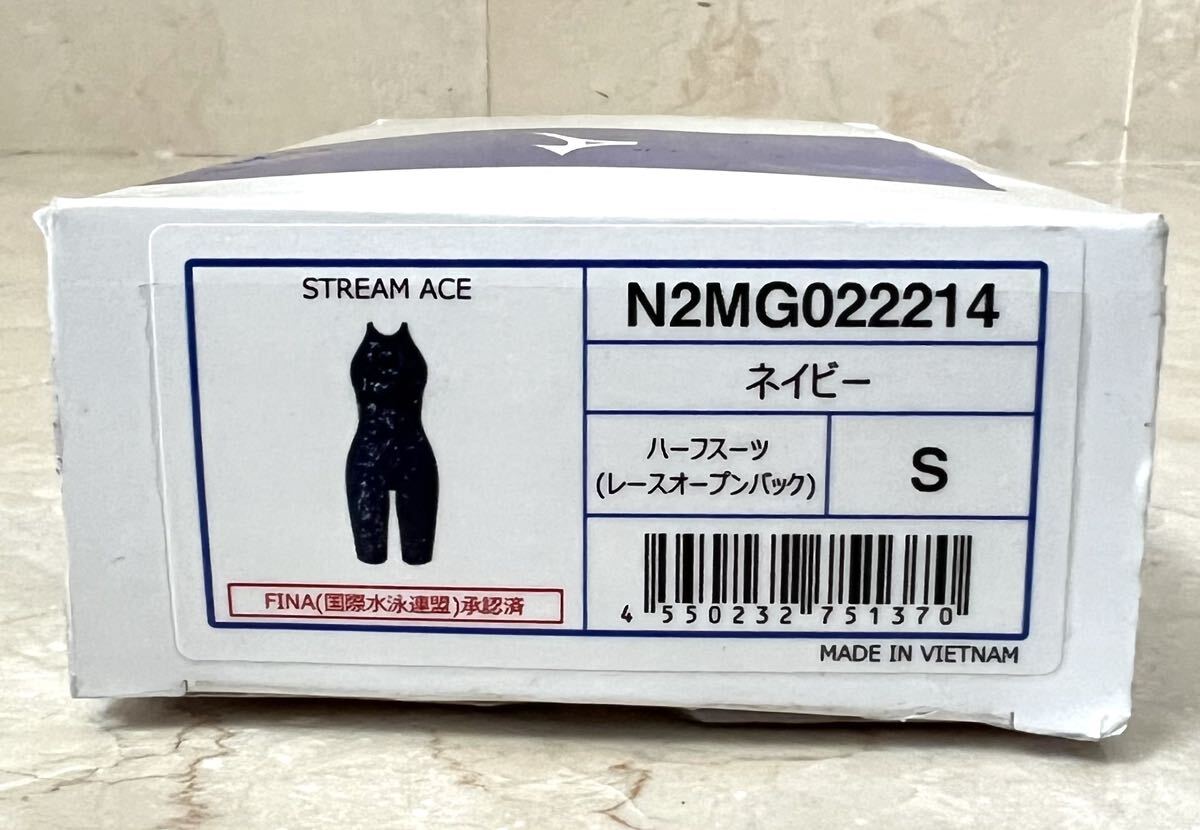 STREAM ACE
FINA(国際水泳連盟)承認済
N2MG022214
ネイビー
ハーフスーツ
(レースオープンバック)
S
4 550232 751370
MADE IN VIETNAM